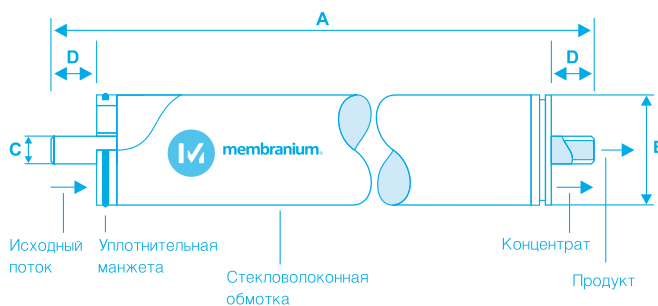 A
D
D
C
membranium®
B
Исходный
поток
Уплотнительная
манжета
Стекловолоконная
обмотка
Концентрат
Продукт